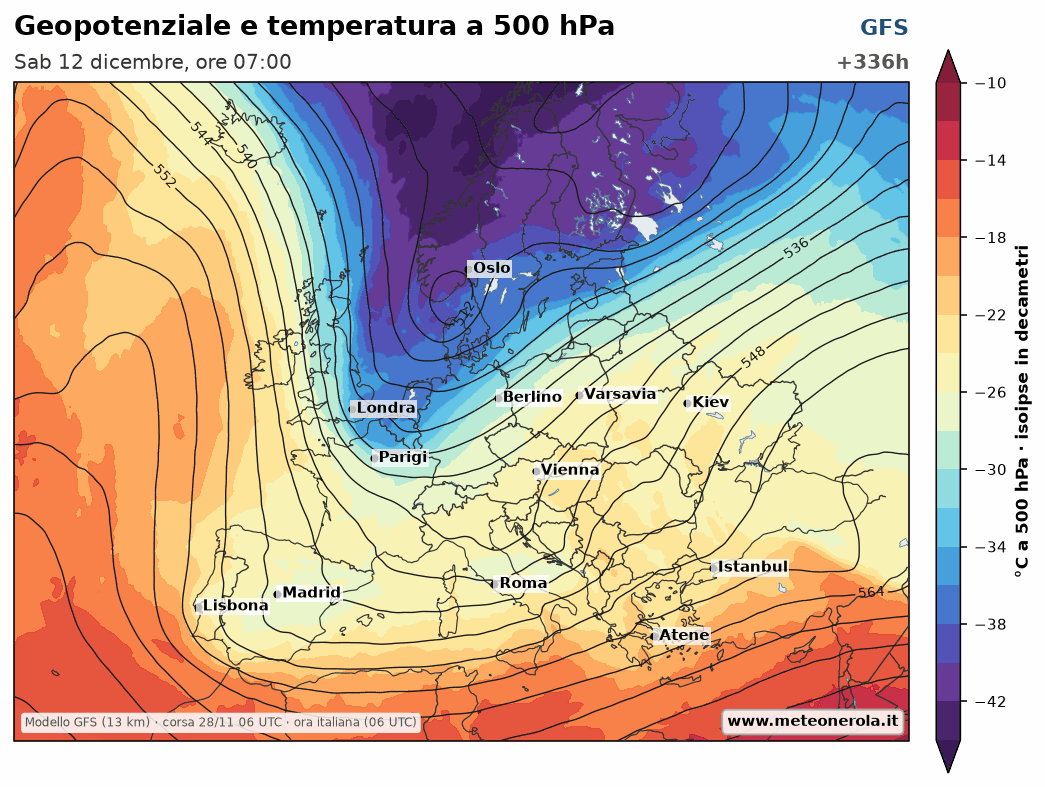 Geopotenziale e temperatura a 500 hPa
GFS
Sab 12 dicembre, ore 07:00
+336h
544
540
552
536
512
548
564
Oslo
Londra
Berlino
Varsavia
Kiev
Parigi
Vienna
Istanbul
Roma
Madrid
Lisbona
Atene
Modello GFS (13 km) · corsa 28/11 06 UTC · ora italiana (06 UTC)
www.meteonerola.it
−10
−14
−18
−22
−26
−30
−34
−38
−42
°C a 500 hPa · isoipse in decametri